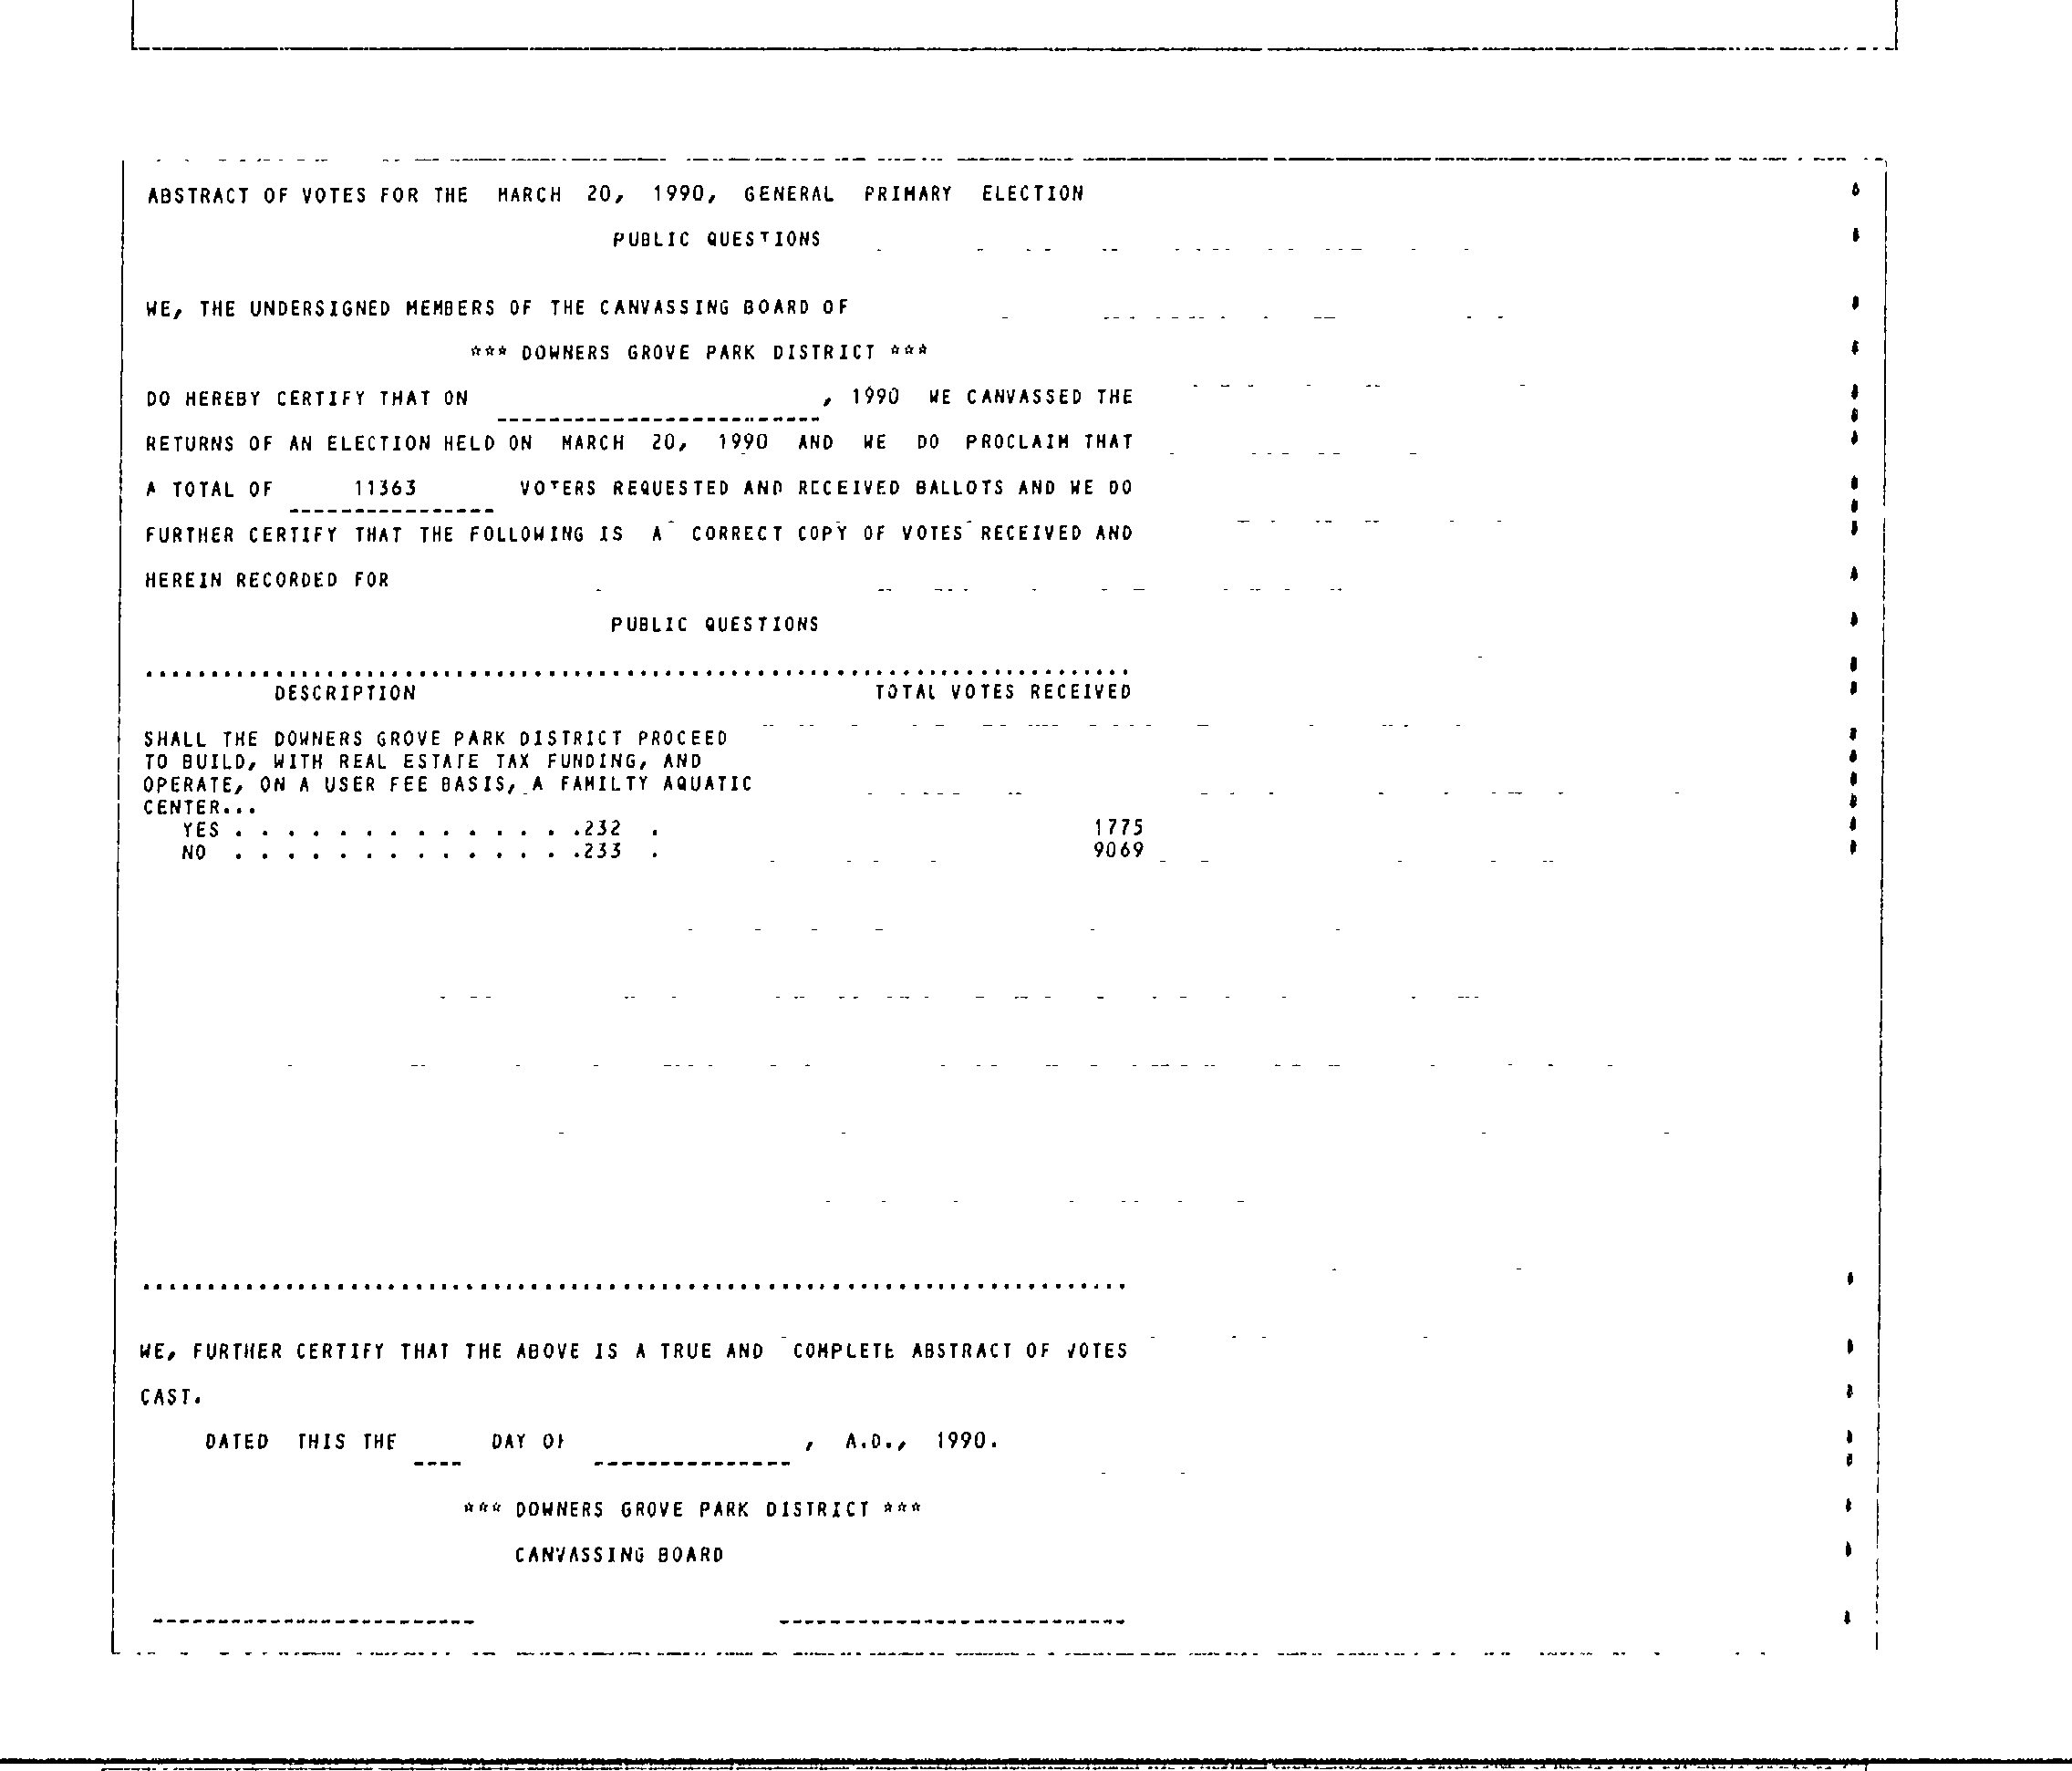 ABSTRACT OF VOTES FOR THE MARCH 20, 1990, GENERAL PRIMARY ELECTION
PUBLIC QUESTIONS
WE, THE UNDERSIGNED MEMBERS OF THE CANVASSING BOARD OF
*** DOWNERS GROVE PARK DISTRICT ***
DO HEREBY CERTIFY THAT ON ________________________, 1990 WE CANVASSED THE
RETURNS OF AN ELECTION HELD ON MARCH 20, 1990 AND WE DO PROCLAIM THAT
A TOTAL OF 11363 VOTERS REQUESTED AND RECEIVED BALLOTS AND WE DO
FURTHER CERTIFY THAT THE FOLLOWING IS A CORRECT COPY OF VOTES RECEIVED AND
HEREIN RECORDED FOR
PUBLIC QUESTIONS
DESCRIPTION TOTAL VOTES RECEIVED
SHALL THE DOWNERS GROVE PARK DISTRICT PROCEED
TO BUILD, WITH REAL ESTATE TAX FUNDING, AND
OPERATE, ON A USER FEE BASIS, A FAMILTY AQUATIC
CENTER...
YES . . . . . . . . . . . . . .232 . 1775
NO . . . . . . . . . . . . . .233 . 9069
WE, FURTHER CERTIFY THAT THE ABOVE IS A TRUE AND COMPLETE ABSTRACT OF VOTES
CAST.
DATED THIS THE ____ DAY OF _______________, A.D., 1990.
*** DOWNERS GROVE PARK DISTRICT ***
CANVASSING BOARD